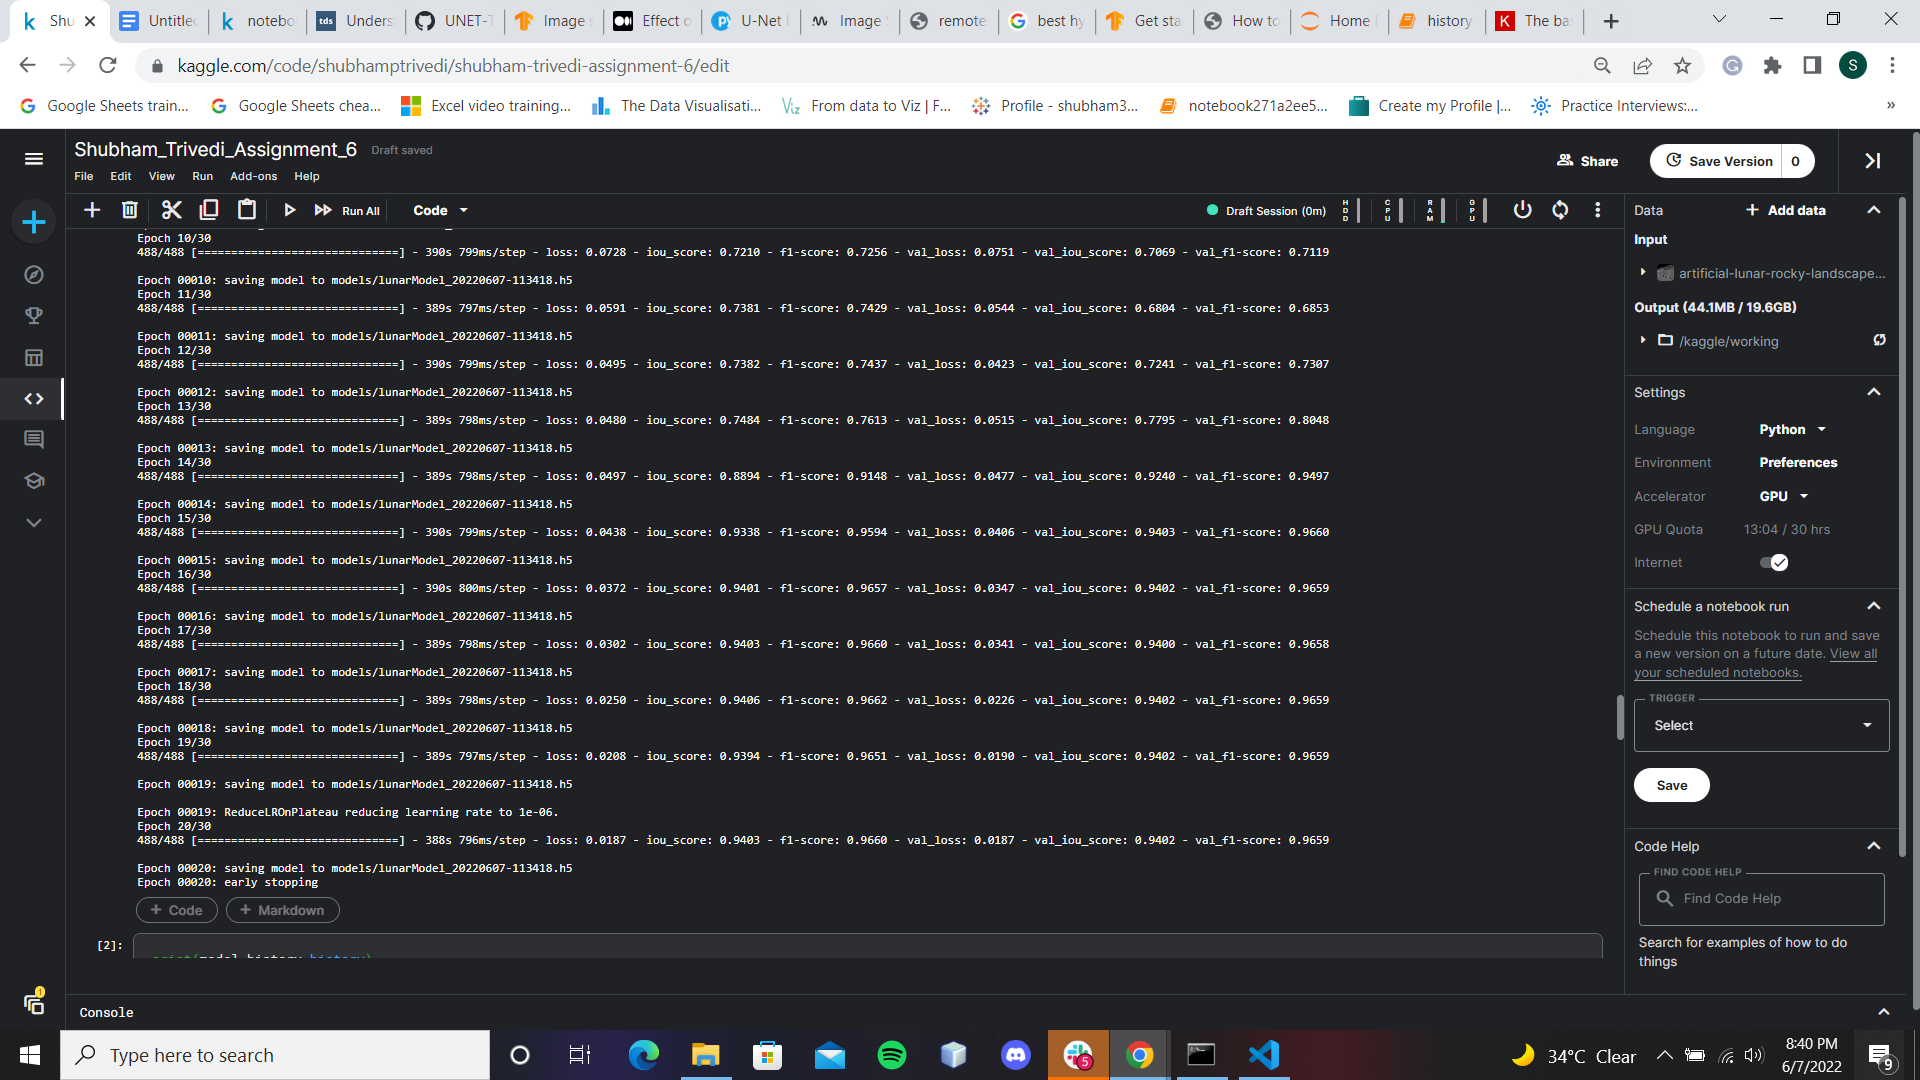 Shu
Untitle
notebo
Unders
UNET-T
Image s
Effect o
U-Net I
Image S
remote
best hy
Get sta
How to
Home
history
The ba
kaggle.com/code/shubhamptrivedi/shubham-trivedi-assignment-6/edit
S
Google Sheets train...
Google Sheets chea...
Excel video training...
The Data Visualisati...
From data to Viz | F...
Profile - shubham3...
notebook271a2ee5...
Create my Profile |...
Practice Interviews:...
»
Shubham_Trivedi_Assignment_6 Draft saved
File Edit View Run Add-ons Help
Share
Save Version 0
Run All
Code
Draft Session (0m)
HDD CPU RAM GPU
Epoch 10/30
488/488 [==============================] - 390s 799ms/step - loss: 0.0728 - iou_score: 0.7210 - f1-score: 0.7256 - val_loss: 0.0751 - val_iou_score: 0.7069 - val_f1-score: 0.7119
Epoch 00010: saving model to models/lunarModel_20220607-113418.h5
Epoch 11/30
488/488 [==============================] - 389s 797ms/step - loss: 0.0591 - iou_score: 0.7381 - f1-score: 0.7429 - val_loss: 0.0544 - val_iou_score: 0.6804 - val_f1-score: 0.6853
Epoch 00011: saving model to models/lunarModel_20220607-113418.h5
Epoch 12/30
488/488 [==============================] - 390s 799ms/step - loss: 0.0495 - iou_score: 0.7382 - f1-score: 0.7437 - val_loss: 0.0423 - val_iou_score: 0.7241 - val_f1-score: 0.7307
Epoch 00012: saving model to models/lunarModel_20220607-113418.h5
Epoch 13/30
488/488 [==============================] - 389s 798ms/step - loss: 0.0480 - iou_score: 0.7484 - f1-score: 0.7613 - val_loss: 0.0515 - val_iou_score: 0.7795 - val_f1-score: 0.8048
Epoch 00013: saving model to models/lunarModel_20220607-113418.h5
Epoch 14/30
488/488 [==============================] - 389s 798ms/step - loss: 0.0497 - iou_score: 0.8894 - f1-score: 0.9148 - val_loss: 0.0477 - val_iou_score: 0.9240 - val_f1-score: 0.9497
Epoch 00014: saving model to models/lunarModel_20220607-113418.h5
Epoch 15/30
488/488 [==============================] - 390s 799ms/step - loss: 0.0438 - iou_score: 0.9338 - f1-score: 0.9594 - val_loss: 0.0406 - val_iou_score: 0.9403 - val_f1-score: 0.9660
Epoch 00015: saving model to models/lunarModel_20220607-113418.h5
Epoch 16/30
488/488 [==============================] - 390s 800ms/step - loss: 0.0372 - iou_score: 0.9401 - f1-score: 0.9657 - val_loss: 0.0347 - val_iou_score: 0.9402 - val_f1-score: 0.9659
Epoch 00016: saving model to models/lunarModel_20220607-113418.h5
Epoch 17/30
488/488 [==============================] - 389s 798ms/step - loss: 0.0302 - iou_score: 0.9403 - f1-score: 0.9660 - val_loss: 0.0341 - val_iou_score: 0.9400 - val_f1-score: 0.9658
Epoch 00017: saving model to models/lunarModel_20220607-113418.h5
Epoch 18/30
488/488 [==============================] - 389s 798ms/step - loss: 0.0250 - iou_score: 0.9406 - f1-score: 0.9662 - val_loss: 0.0226 - val_iou_score: 0.9402 - val_f1-score: 0.9659
Epoch 00018: saving model to models/lunarModel_20220607-113418.h5
Epoch 19/30
488/488 [==============================] - 389s 797ms/step - loss: 0.0208 - iou_score: 0.9394 - f1-score: 0.9651 - val_loss: 0.0190 - val_iou_score: 0.9402 - val_f1-score: 0.9659
Epoch 00019: saving model to models/lunarModel_20220607-113418.h5
Epoch 00019: ReduceLROnPlateau reducing learning rate to 1e-06.
Epoch 20/30
488/488 [==============================] - 388s 796ms/step - loss: 0.0187 - iou_score: 0.9403 - f1-score: 0.9660 - val_loss: 0.0187 - val_iou_score: 0.9402 - val_f1-score: 0.9659
Epoch 00020: saving model to models/lunarModel_20220607-113418.h5
Epoch 00020: early stopping
+ Code
+ Markdown
[2]:
print(model.history.history)
Console
Data
+ Add data
Input
artificial-lunar-rocky-landscape...
Output (44.1MB / 19.6GB)
/kaggle/working
Settings
Language Python
Environment Preferences
Accelerator GPU
GPU Quota 13:04 / 30 hrs
Internet
Schedule a notebook run
Schedule this notebook to run and save
a new version on a future date. View all
your scheduled notebooks.
TRIGGER
Select
Save
Code Help
FIND CODE HELP
Find Code Help
Search for examples of how to do
things
1
Type here to search
5
34°C Clear
8:40 PM
6/7/2022
9